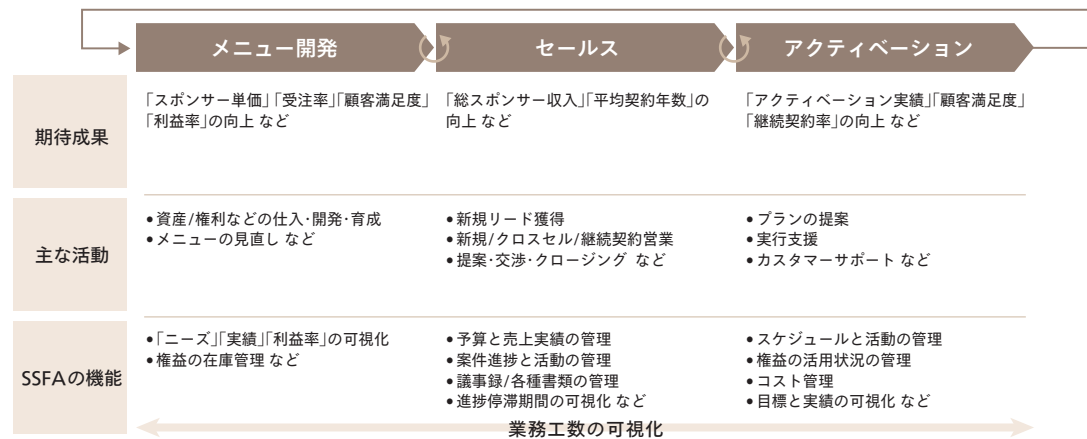 メニュー開発
セールス
アクティベーション
期待成果
「スポンサー単価」「受注率」「顧客満足度」
「利益率」の向上 など
「総スポンサー収入」「平均契約年数」の
向上 など
「アクティベーション実績」「顧客満足度」
「継続契約率」の向上 など
主な活動
•資産/権利などの仕入・開発・育成
•メニューの見直し など
•新規リード獲得
•新規/クロスセル/継続契約営業
•提案・交渉・クロージング など
•プランの提案
•実行支援
•カスタマーサポート など
SSFAの機能
•「ニーズ」「実績」「利益率」の可視化
•権益の在庫管理 など
•予算と売上実績の管理
•案件進捗と活動の管理
•議事録/各種書類の管理
•進捗停滞期間の可視化 など
•スケジュールと活動の管理
•権益の活用状況の管理
•コスト管理
•目標と実績の可視化 など
業務工数の可視化